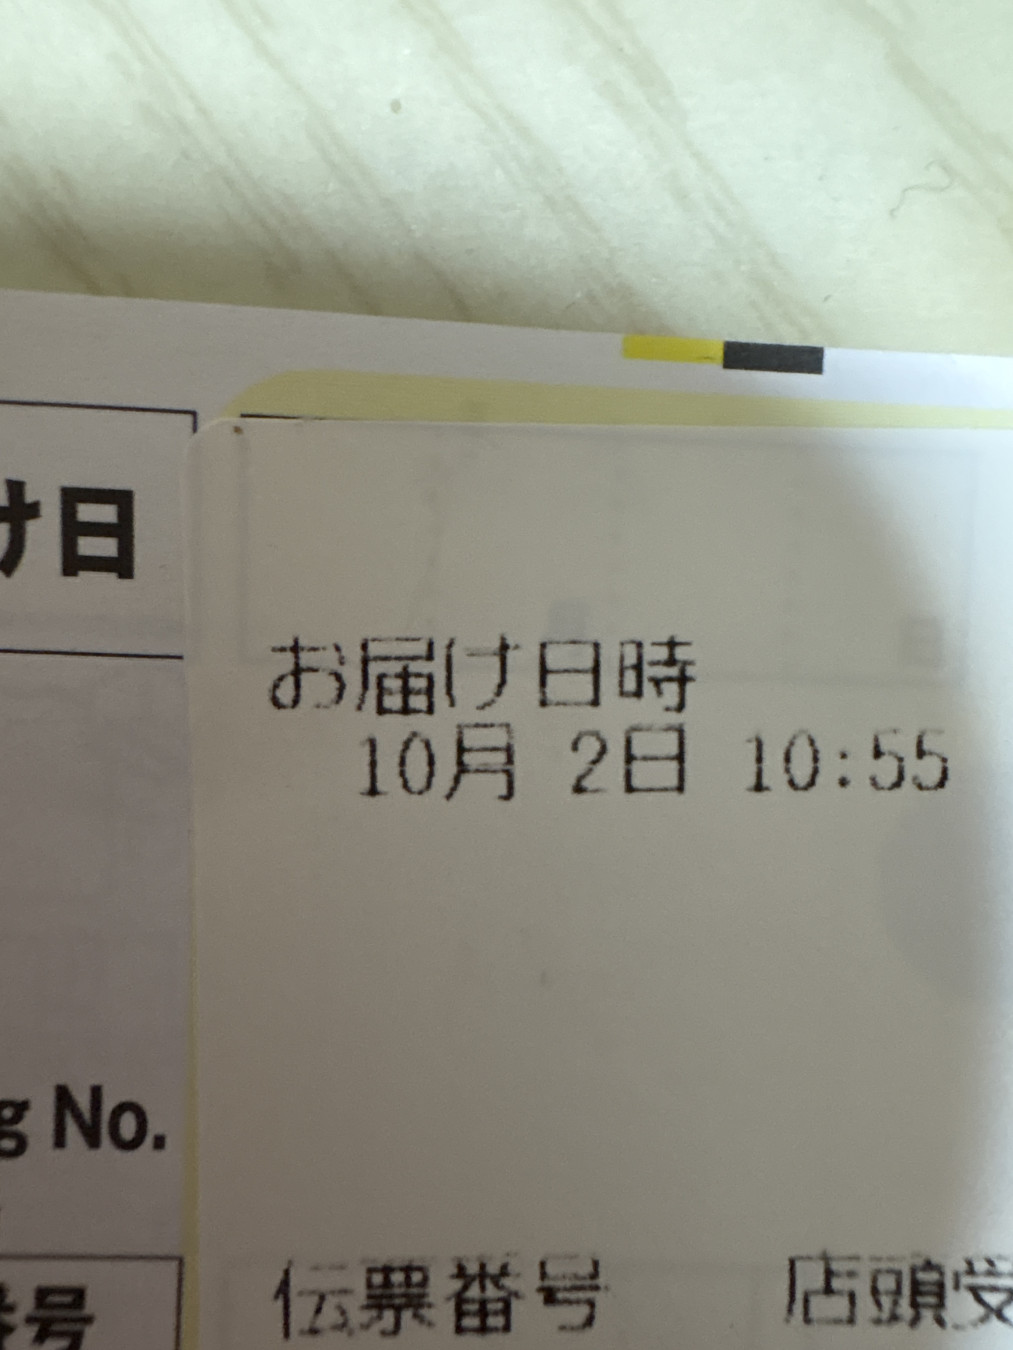 け日
お届け日時
10月 2日 10:55
g No.
番号
伝票番号 店頭受